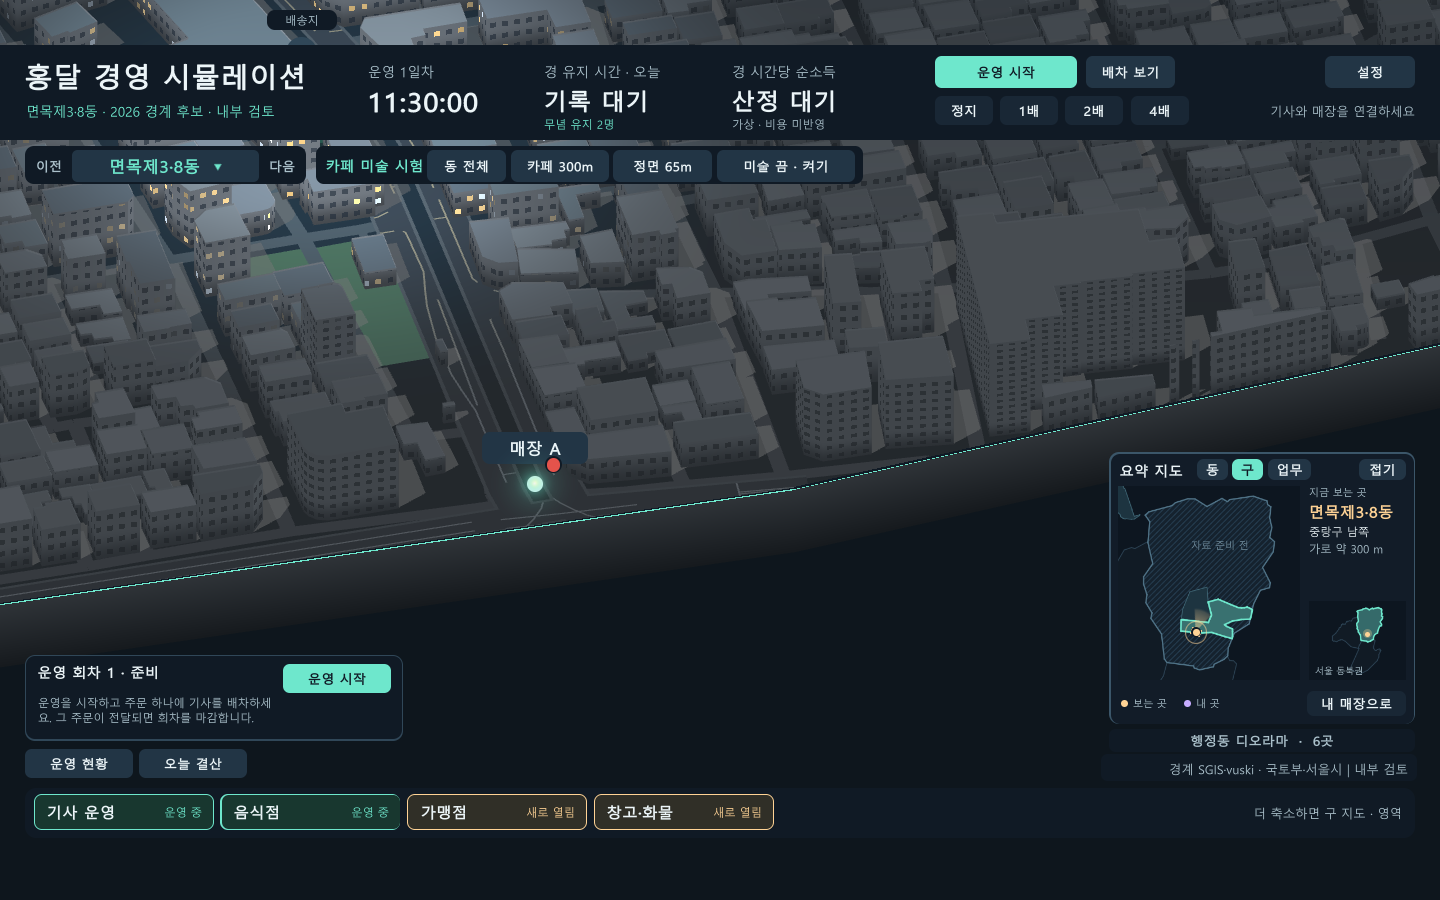 배송지
홍달 경영 시뮬레이션
면목제3·8동 · 2026 경계 후보 · 내부 검토
운영 1일차
11:30:00
경 유지 시간 · 오늘
기록 대기
무념 유지 2명
경 시간당 순소득
산정 대기
가상 · 비용 미반영
운영 시작
배차 보기
설정
정지
1배
2배
4배
기사와 매장을 연결하세요
이전
면목제3·8동 ▼
다음
카페 미술 시험
동 전체
카페 300m
정면 65m
미술 끔 · 켜기
매장 A
요약 지도
동
구
업무
접기
자료 준비 전
지금 보는 곳
면목제3·8동
중랑구 남쪽
가로 약 300 m
서울 동북권
보는 곳
내 곳
내 매장으로
행정동 디오라마 · 6곳
경계 SGIS·vuski · 국토부·서울시 | 내부 검토
운영 회차 1 · 준비
운영 시작
운영을 시작하고 주문 하나에 기사를 배차하세
요. 그 주문이 전달되면 회차를 마감합니다.
운영 현황
오늘 결산
기사 운영
운영 중
음식점
운영 중
가맹점
새로 열림
창고·화물
새로 열림
더 축소하면 구 지도 · 영역